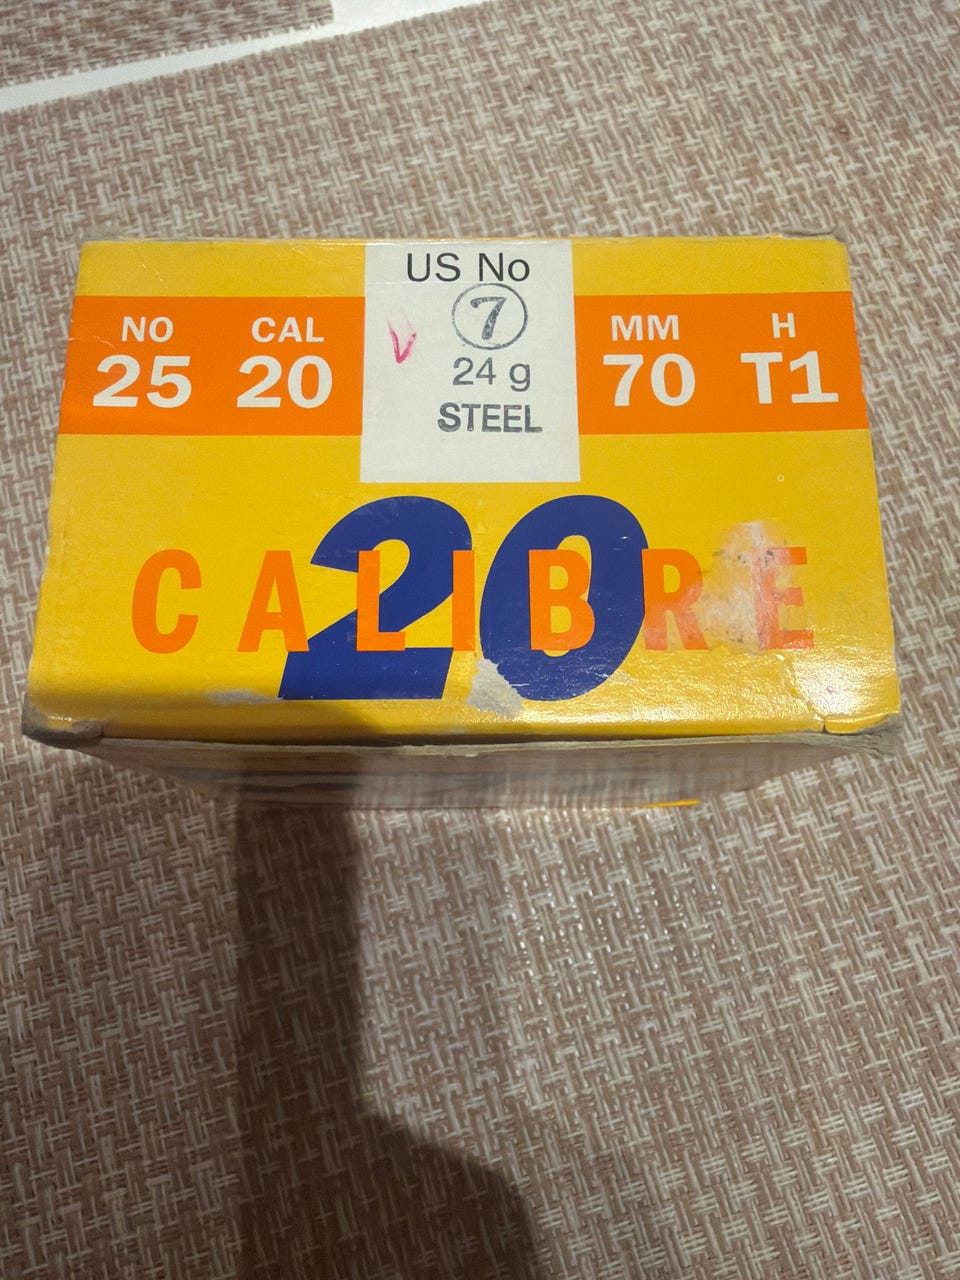 US No
7
24 g
STEEL
NO CAL MM H
25 20 70 T1
20
CALIBRE